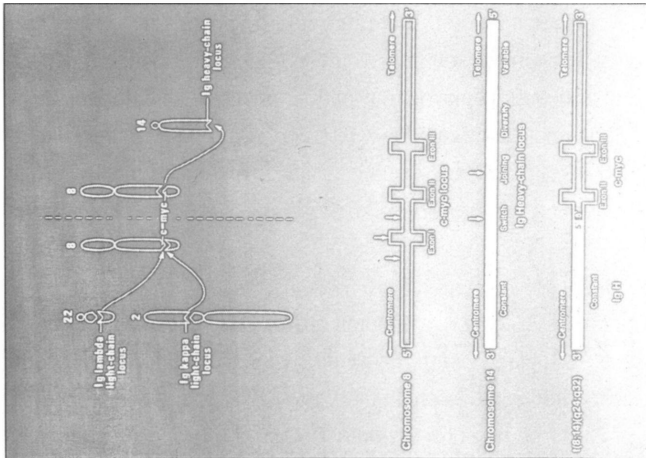 22
8
8
14
2
Ig lambda
light-chain
locus
Ig kappa
light-chain
locus
c-myc
Ig heavy-chain
locus
Centromere Telomere
Chromosome 8 5' 3'
Exon I Exon II Exon III
c-myc locus
Centromere Telomere
Chromosome 14 3' 5'
Constant Switch Joining Diversity Variable
Ig Heavy-chain locus
Centromere Telomere
t(8;14)(q24;q32) 3' 3'
Constant Exon II Exon III
Ig H c-myc